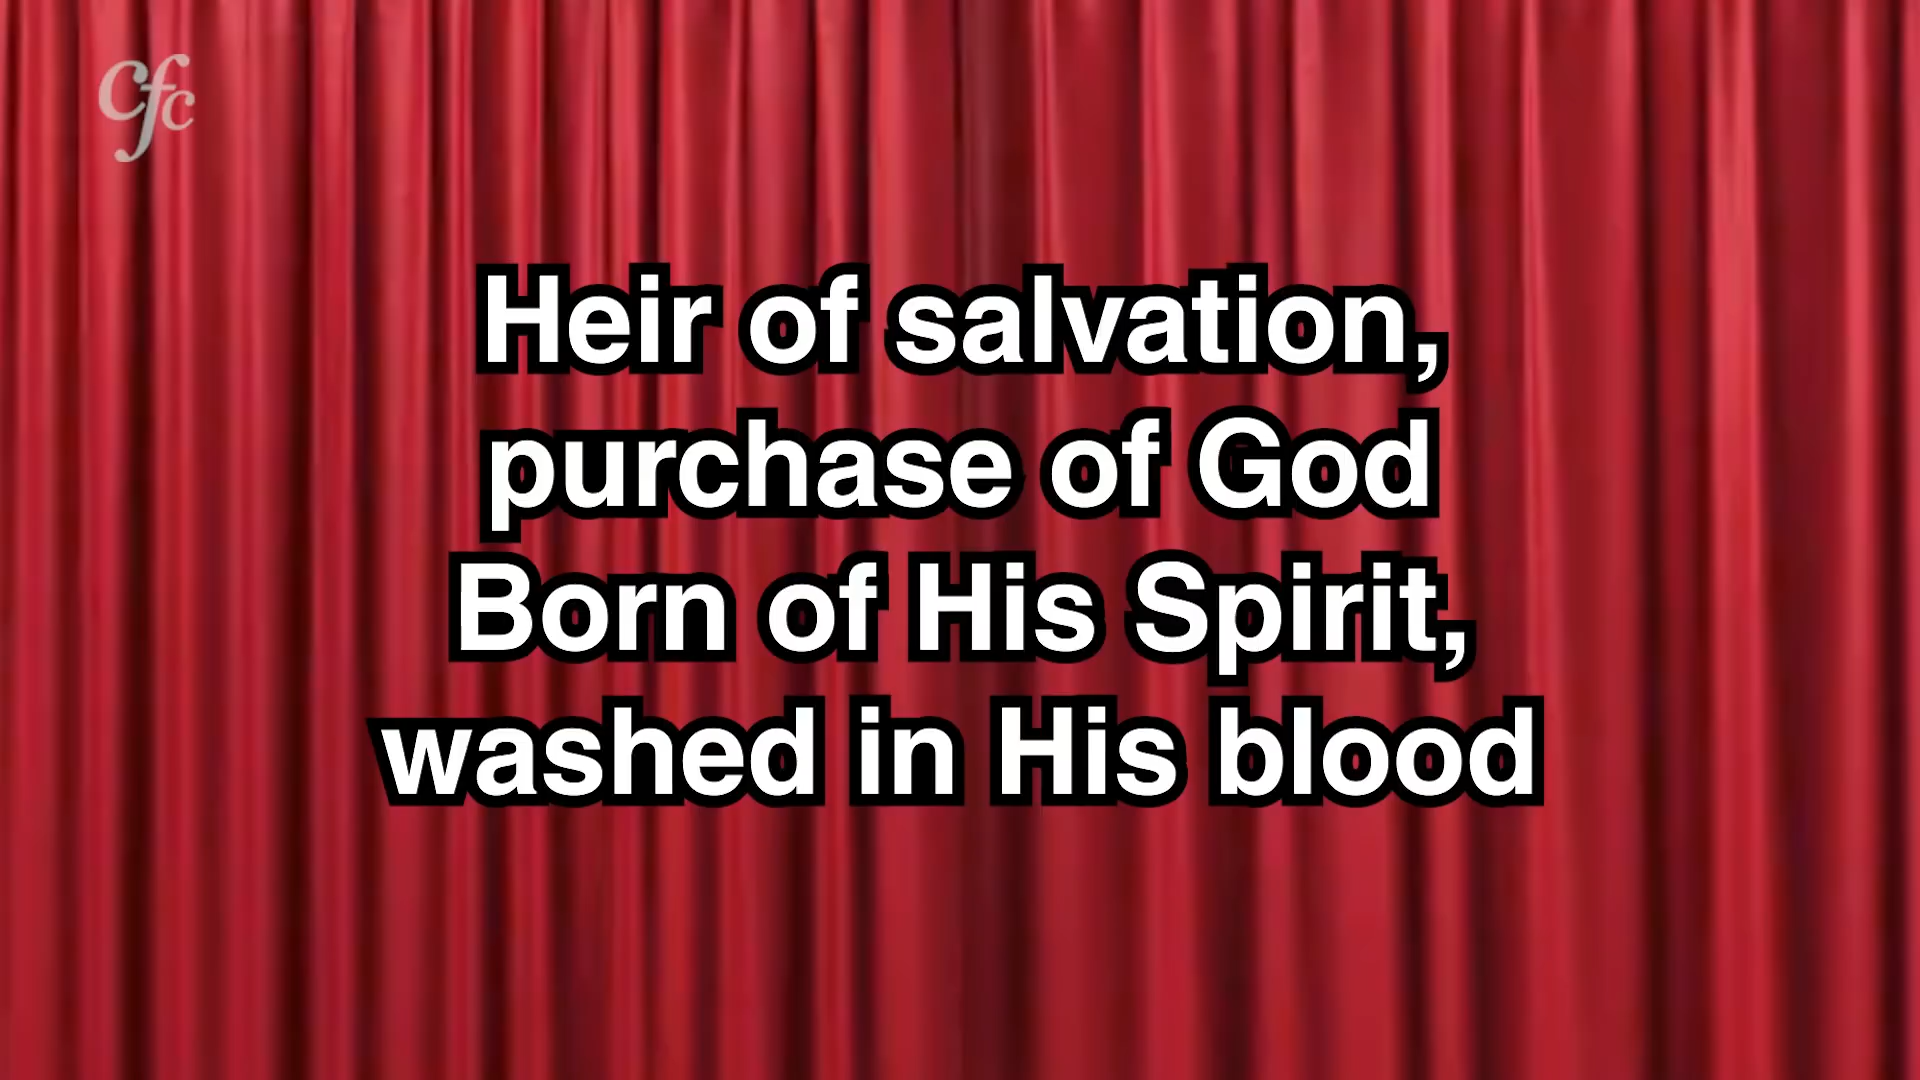 cfc
Heir of salvation,
purchase of God
Born of His Spirit,
washed in His blood